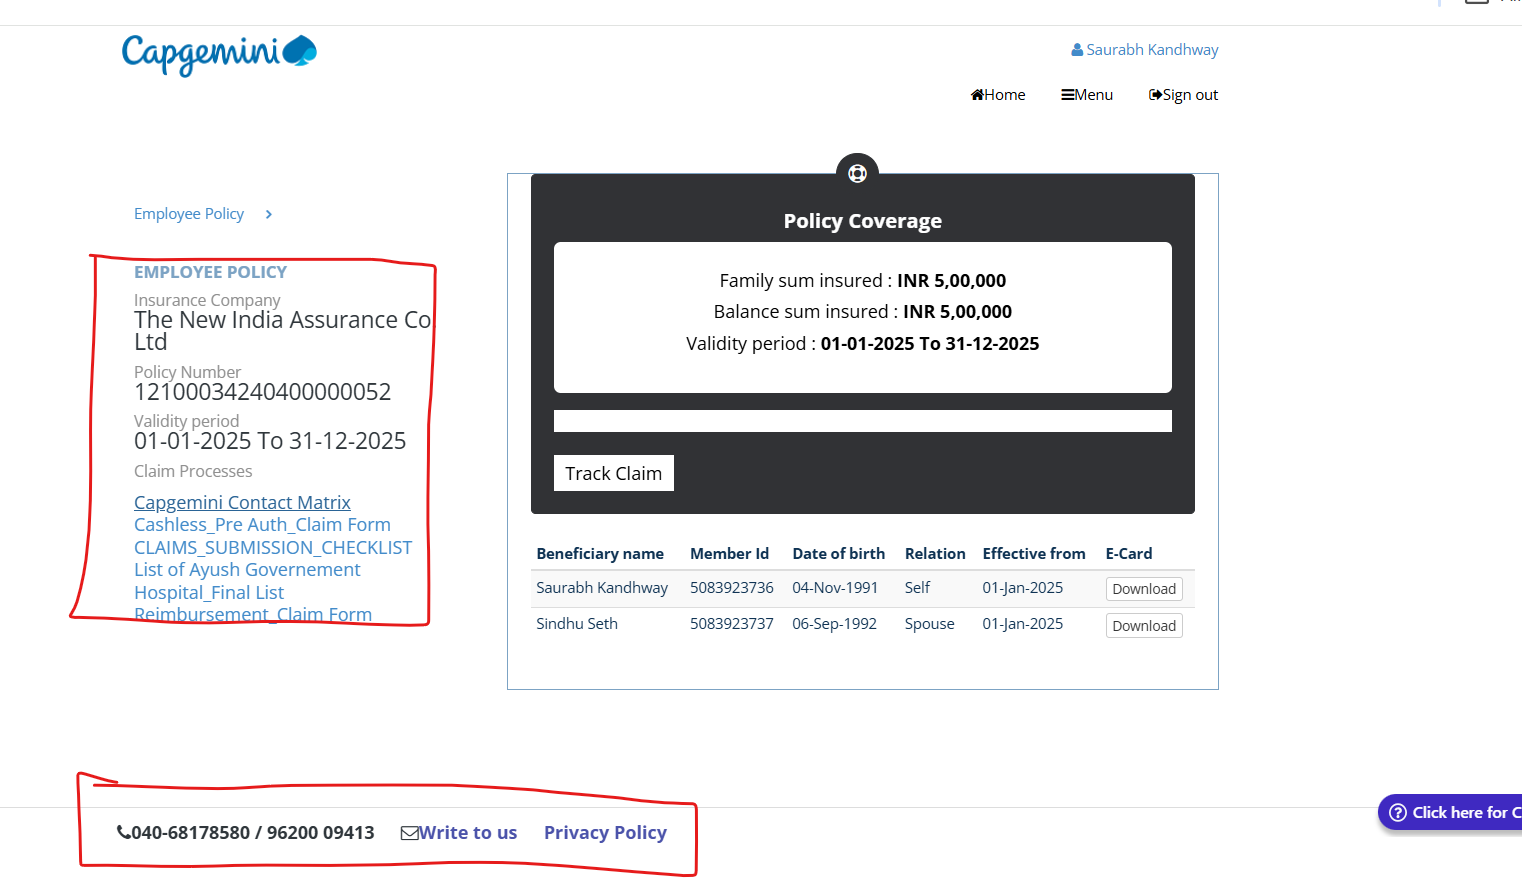 Capgemini
Saurabh Kandhway
Home Menu Sign out
Employee Policy
EMPLOYEE POLICY
Insurance Company
The New India Assurance Co
Ltd
Policy Number
12100034240400000052
Validity period
01-01-2025 To 31-12-2025
Claim Processes
Capgemini Contact Matrix
Cashless_Pre Auth_Claim Form
CLAIMS_SUBMISSION_CHECKLIST
List of Ayush Governement
Hospital_Final List
Reimbursement_Claim Form
Policy Coverage
Family sum insured : INR 5,00,000
Balance sum insured : INR 5,00,000
Validity period : 01-01-2025 To 31-12-2025
Track Claim
Beneficiary name Member Id Date of birth Relation Effective from E-Card
Saurabh Kandhway 5083923736 04-Nov-1991 Self 01-Jan-2025 Download
Sindhu Seth 5083923737 06-Sep-1992 Spouse 01-Jan-2025 Download
040-68178580 / 96200 09413 Write to us Privacy Policy
Click here for C